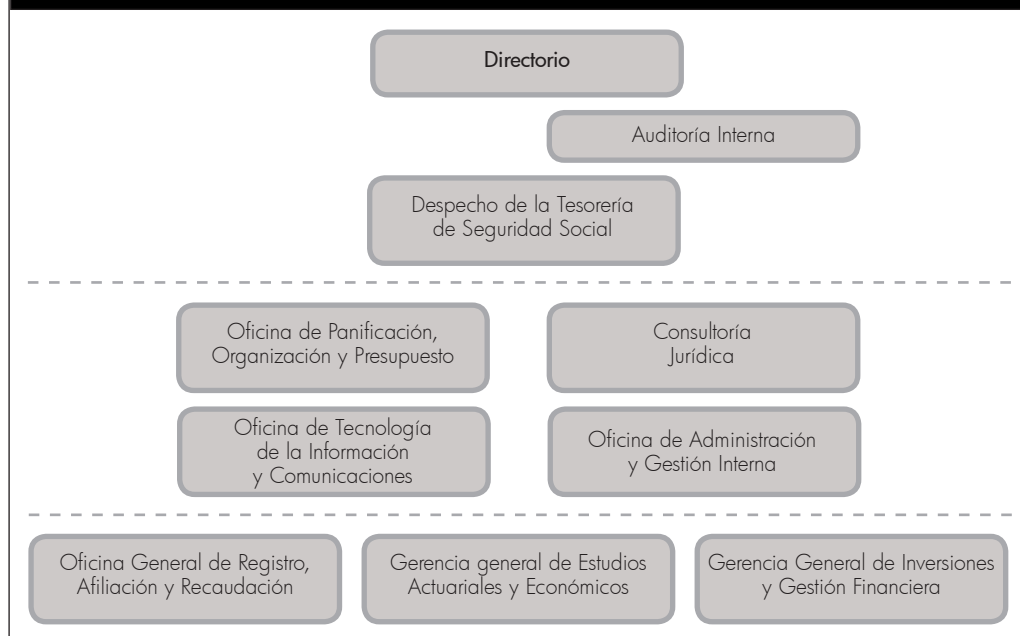 Directorio
Auditoría Interna
Despecho de la Tesorería
de Seguridad Social
Oficina de Panificación,
Organización y Presupuesto
Consultoría
Jurídica
Oficina de Tecnología
de la Información
y Comunicaciones
Oficina de Administración
y Gestión Interna
Oficina General de Registro,
Afiliación y Recaudación
Gerencia general de Estudios
Actuariales y Económicos
Gerencia General de Inversiones
y Gestión Financiera